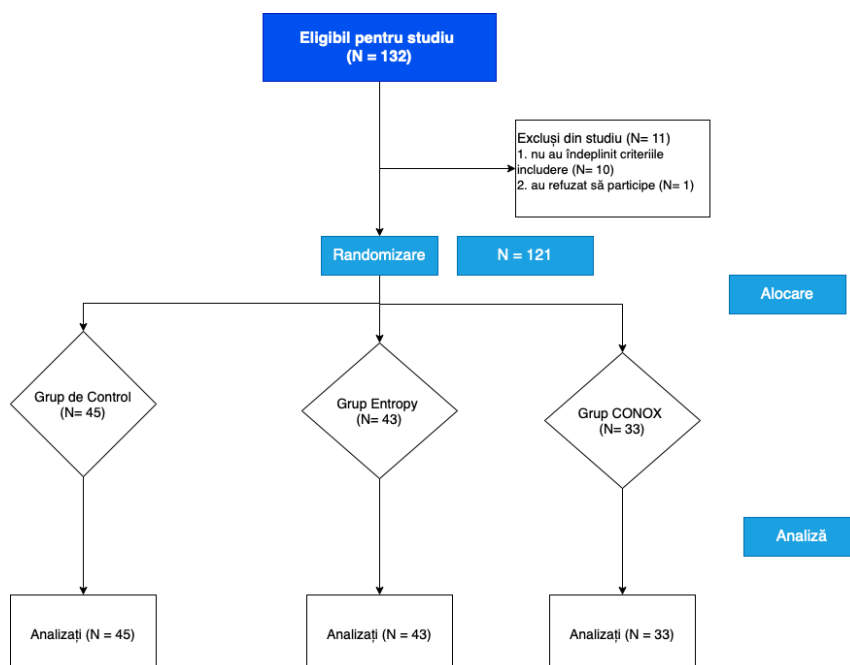 Eligibil pentru studiu
(N = 132)
Excluși din studiu (N= 11)
1. nu au îndeplinit criteriile
includere (N= 10)
2. au refuzat să participe (N= 1)
Randomizare
N = 121
Alocare
Grup de Control
(N= 45)
Grup Entropy
(N= 43)
Grup CONOX
(N= 33)
Analiză
Analizați (N = 45)
Analizați (N = 43)
Analizați (N = 33)